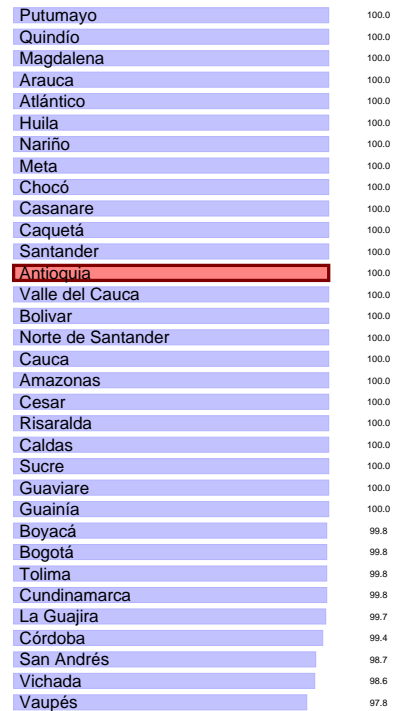 Putumayo 100.0
Quindío 100.0
Magdalena 100.0
Arauca 100.0
Atlántico 100.0
Huila 100.0
Nariño 100.0
Meta 100.0
Chocó 100.0
Casanare 100.0
Caquetá 100.0
Santander 100.0
Antioquia 100.0
Valle del Cauca 100.0
Bolivar 100.0
Norte de Santander 100.0
Cauca 100.0
Amazonas 100.0
Cesar 100.0
Risaralda 100.0
Caldas 100.0
Sucre 100.0
Guaviare 100.0
Guainía 100.0
Boyacá 99.8
Bogotá 99.8
Tolima 99.8
Cundinamarca 99.8
La Guajira 99.7
Córdoba 99.4
San Andrés 98.7
Vichada 98.6
Vaupés 97.8